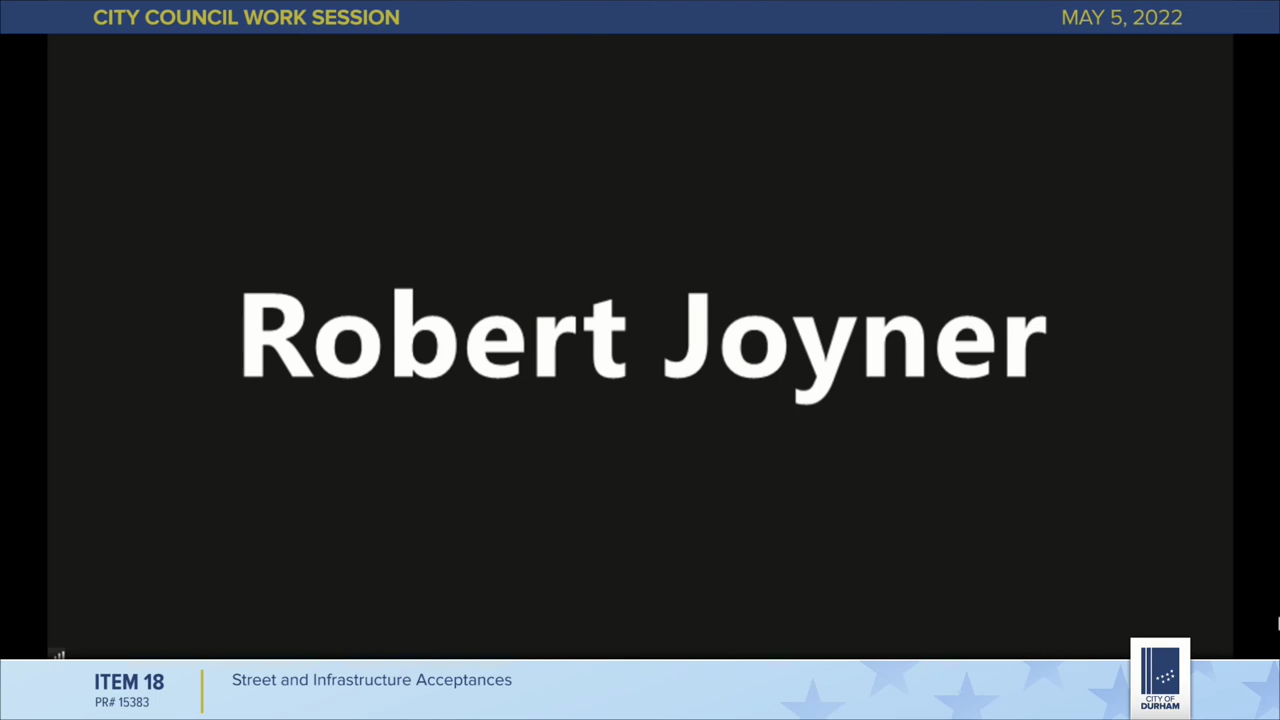 CITY COUNCIL WORK SESSION
MAY 5, 2022
Robert Joyner
ITEM 18
PR# 15383
Street and Infrastructure Acceptances
CITY OF
DURHAM